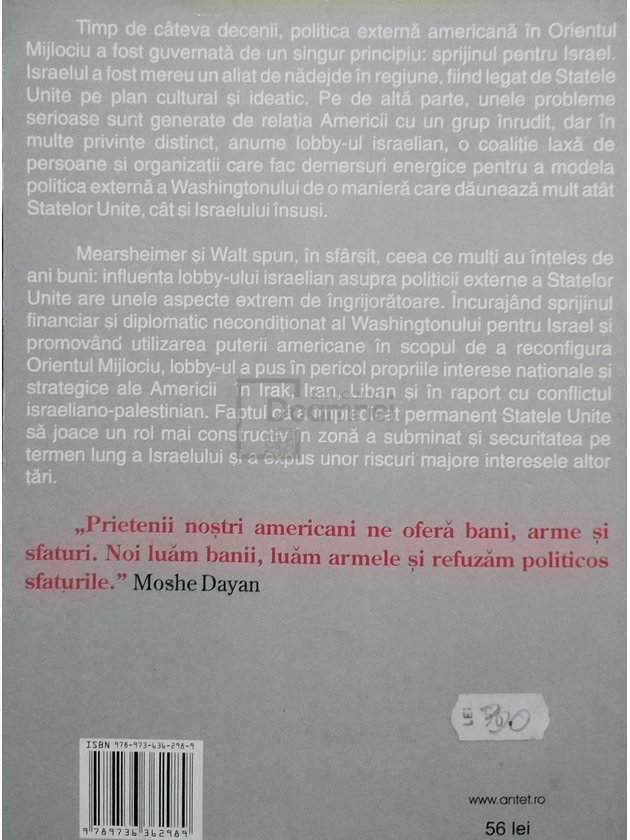 Timp de câteva decenii, politica externă americană în Orientul
Mijlociu a fost guvernată de un singur principiu: sprijinul pentru Israel.
Israelul a fost mereu un aliat de nădejde în regiune, fiind legat de Statele
Unite pe plan cultural și ideatic. Pe de altă parte, unele probleme
serioase sunt generate de relația Americii cu un grup înrudit, dar în
multe privințe distinct, anume lobby-ul israelian, o coaliție laxă de
persoane și organizații care fac demersuri energice pentru a modela
politica externă a Washingtonului de o manieră care dăunează mult atât
Statelor Unite, cât și Israelului însuși.
Mearsheimer și Walt spun, în sfârșit, ceea ce mulți au înțeles de
ani buni: influența lobby-ului israelian asupra politicii externe a Statelor
Unite are unele aspecte extrem de îngrijorătoare. Încurajând sprijinul
financiar și diplomatic necondiționat al Washingtonului pentru Israel și
promovând utilizarea puterii americane în scopul de a reconfigura
Orientul Mijlociu, lobby-ul a pus în pericol propriile interese naționale și
strategice ale Americii în Irak, Iran, Liban și în raport cu conflictul
israeliano-palestinian. Faptul că a permanent Statele Unite
să joace un rol mai constructiv în zonă a subminat și securitatea pe
termen lung a Israelului și a expus unor riscuri majore interesele altor
țări.
„Prietenii noștri americani ne oferă bani, arme și
sfaturi. Noi luăm banii, luăm armele și refuzăm politicos
sfaturile.” Moshe Dayan
LEI
ISBN 978-973-636-298-9
9 789736 362989
www.antet.ro
56 lei